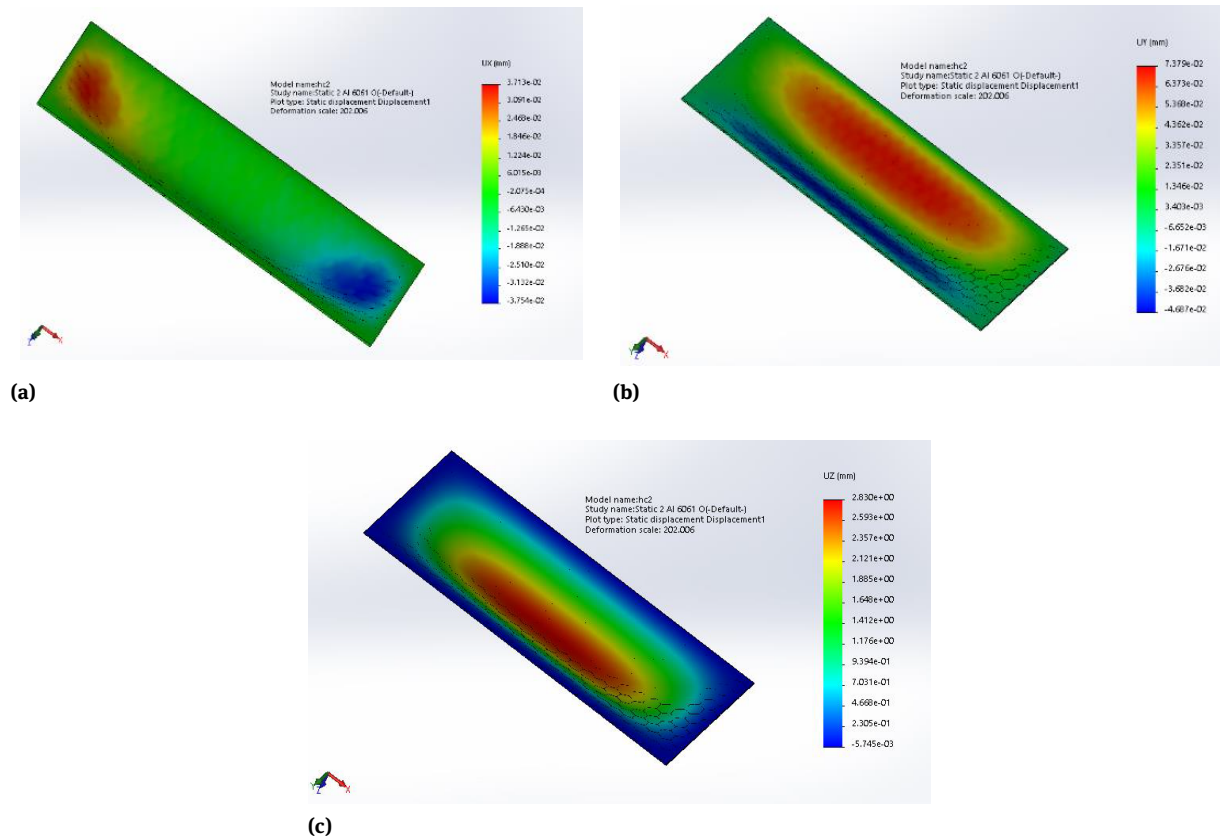 UX (mm)
Model name:hc2
Study name:Static 2 Al 6061 O(-Default-)
Plot type: Static displacement Displacement1
Deformation scale: 202.006
3.713e-02
3.091e-02
2.469e-02
1.846e-02
1.224e-02
6.015e-03
-2.075e-04
-6.430e-03
-1.265e-02
-1.888e-02
-2.510e-02
-3.132e-02
-3.754e-02
Y
Z
X
(a)
UY (mm)
Model name:hc2
Study name:Static 2 Al 6061 O(-Default-)
Plot type: Static displacement Displacement1
Deformation scale: 202.006
7.379e-02
6.373e-02
5.368e-02
4.362e-02
3.357e-02
2.351e-02
1.346e-02
3.403e-03
-6.652e-03
-1.671e-02
-2.676e-02
-3.682e-02
-4.687e-02
Y
Z
X
(b)
UZ (mm)
Model name:hc2
Study name:Static 2 Al 6061 O(-Default-)
Plot type: Static displacement Displacement1
Deformation scale: 202.006
2.830e+00
2.593e+00
2.357e+00
2.121e+00
1.885e+00
1.648e+00
1.412e+00
1.176e+00
9.394e-01
7.031e-01
4.668e-01
2.305e-01
-5.745e-03
Y
Z
X
(c)